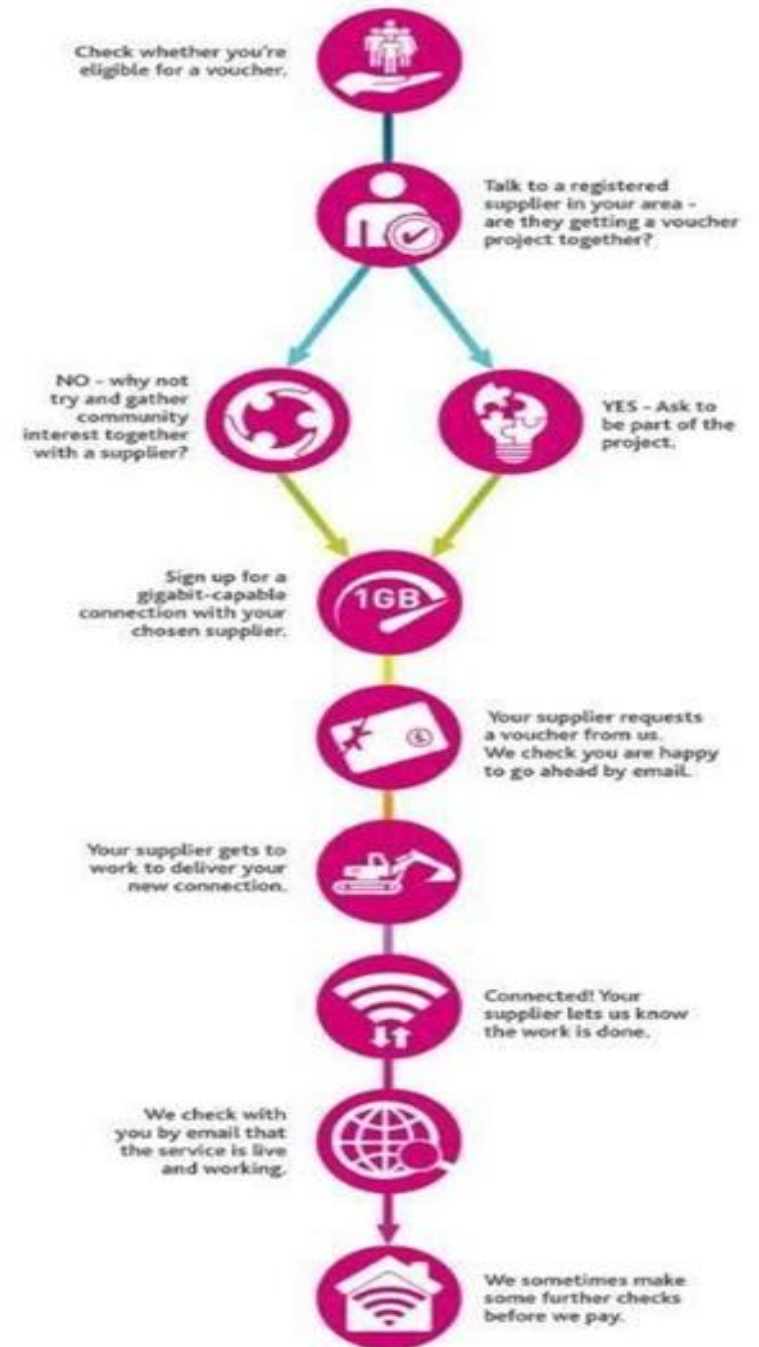 Check whether you're
eligible for a voucher.
Talk to a registered
supplier in your area -
are they getting a voucher
project together?
NO - why not
try and gather
community
interest together
with a supplier?
YES - Ask to
be part of the
project.
Sign up for a
gigabit-capable
connection with your
chosen supplier.
1GB
Your supplier requests
a voucher from us.
We check you are happy
to go ahead by email.
£
Your supplier gets to
work to deliver your
new connection.
Connected! Your
supplier lets us know
the work is done.
We check with
you by email that
the service is live
and working.
We sometimes make
some further checks
before we pay.